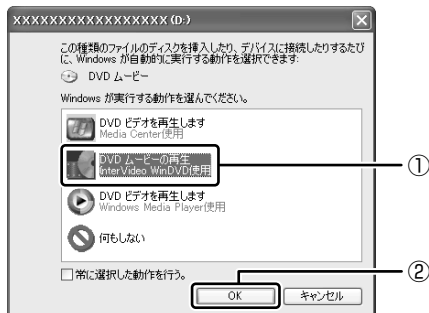 XXXXXXXXXXXXXXXXX (D:)
この種類のファイルのディスクを挿入したり、デバイスに接続したりするたび
に、Windows が自動的に実行する動作を選択できます:
DVD ムービー
Windows が実行する動作を選んでください。
DVD ビデオを再生します
Media Center使用
DVD ムービーの再生
InterVideo WinDVD使用
①
DVD ビデオを再生します
Windows Media Player使用
何もしない
常に選択した動作を行う。
②
OK
キャンセル